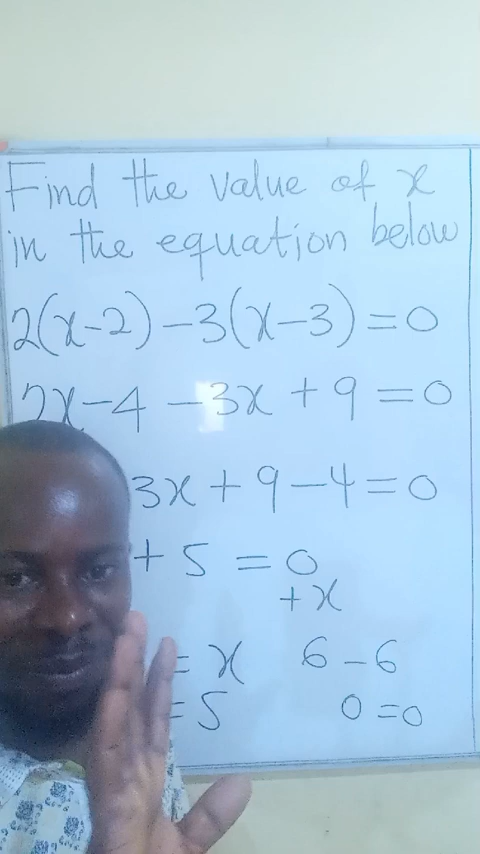 Find the value of x
in the equation below
2(x-2) -3(x-3) = 0
2x-4 -3x + 9 = 0
3x + 9 - 4 = 0
+ 5 = 0
+x
= x 6 - 6
= 5 0 = 0